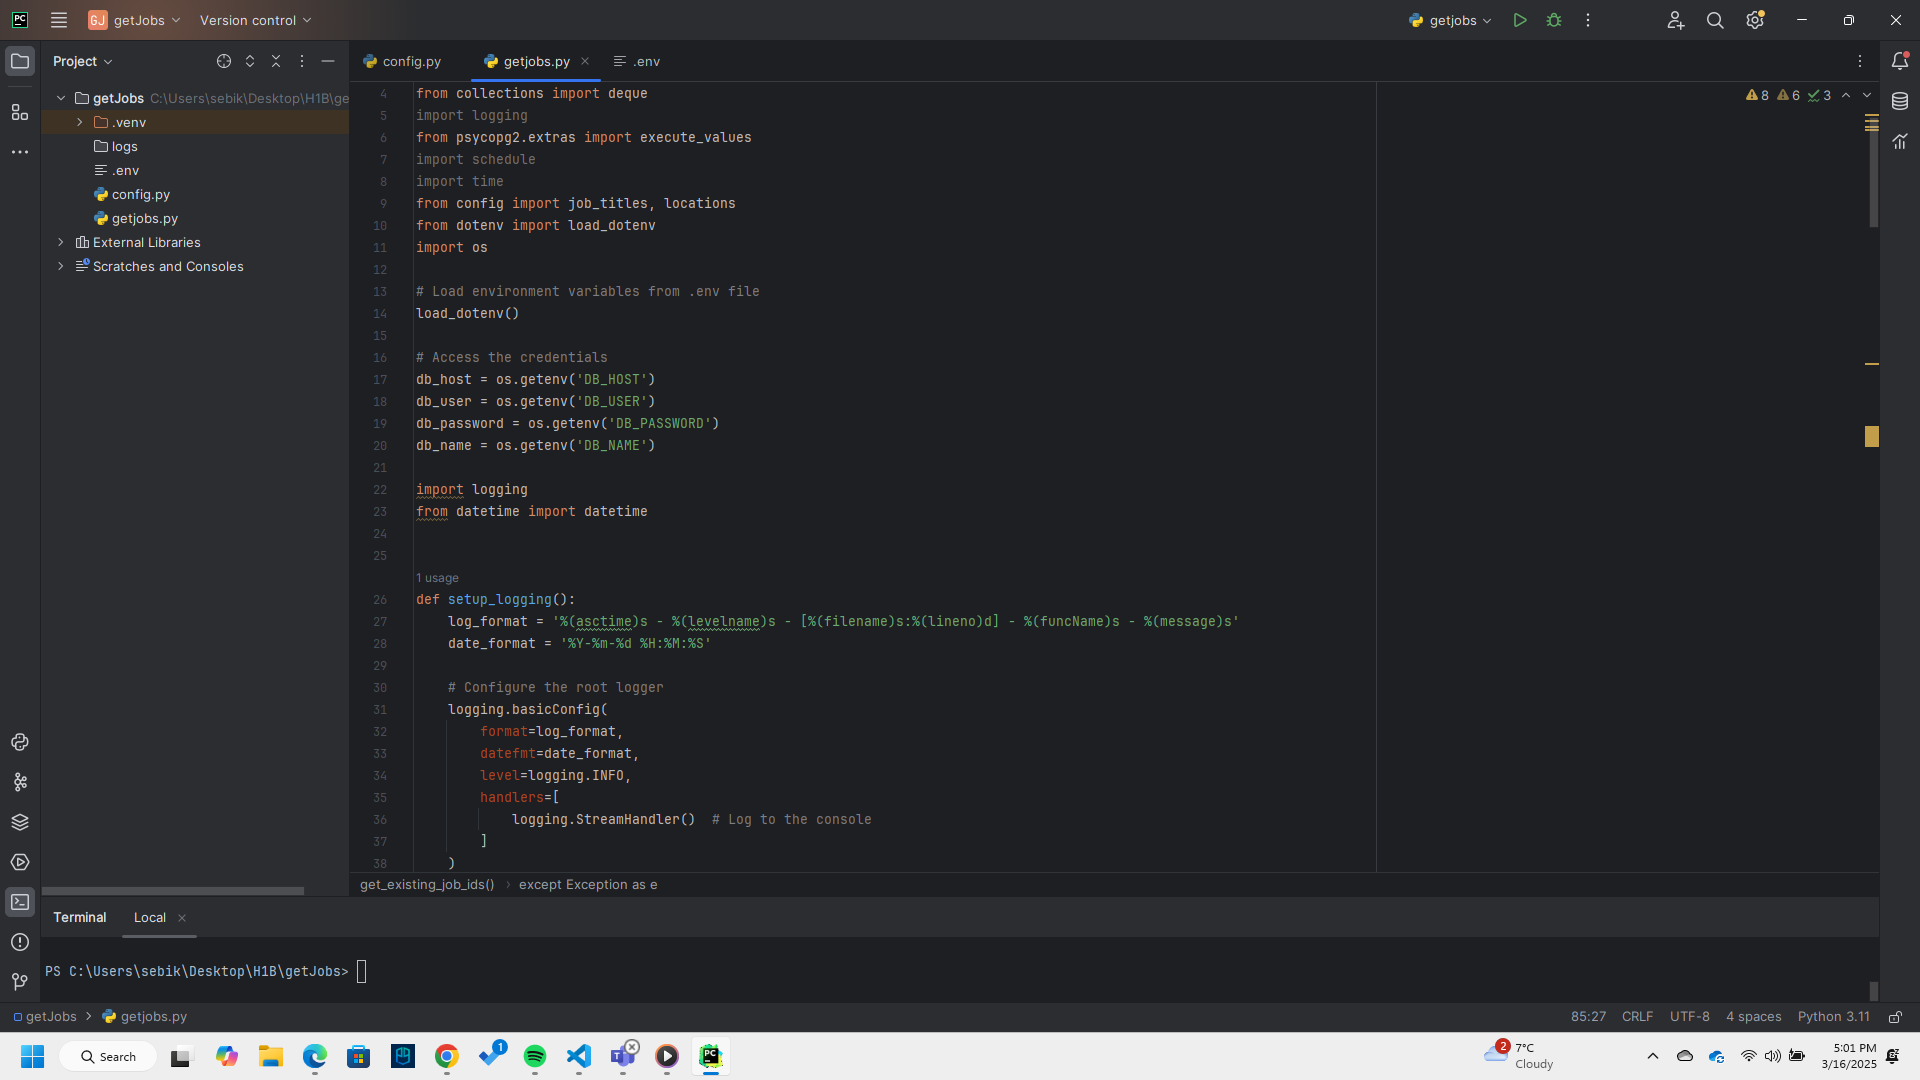 PC
GJ getJobs
Version control
getjobs
Project
config.py
getjobs.py
.env
getJobs C:\Users\sebik\Desktop\H1B\ge
.venv
logs
.env
config.py
getjobs.py
External Libraries
Scratches and Consoles
8 6 3
4 from collections import deque
5 import logging
6 from psycopg2.extras import execute_values
7 import schedule
8 import time
9 from config import job_titles, locations
10 from dotenv import load_dotenv
11 import os
12
13 # Load environment variables from .env file
14 load_dotenv()
15
16 # Access the credentials
17 db_host = os.getenv('DB_HOST')
18 db_user = os.getenv('DB_USER')
19 db_password = os.getenv('DB_PASSWORD')
20 db_name = os.getenv('DB_NAME')
21
22 import logging
23 from datetime import datetime
24
25
1 usage
26 def setup_logging():
27 log_format = '%(asctime)s - %(levelname)s - [%(filename)s:%(lineno)d] - %(funcName)s - %(message)s'
28 date_format = '%Y-%m-%d %H:%M:%S'
29
30 # Configure the root logger
31 logging.basicConfig(
32 format=log_format,
33 datefmt=date_format,
34 level=logging.INFO,
35 handlers=[
36 logging.StreamHandler() # Log to the console
37 ]
38 )
get_existing_job_ids() › except Exception as e
Terminal
Local
PS C:\Users\sebik\Desktop\H1B\getJobs>
getJobs > getjobs.py
85:27 CRLF UTF-8 4 spaces Python 3.11
Search
1
PC
2
7°C
Cloudy
5:01 PM
3/16/2025